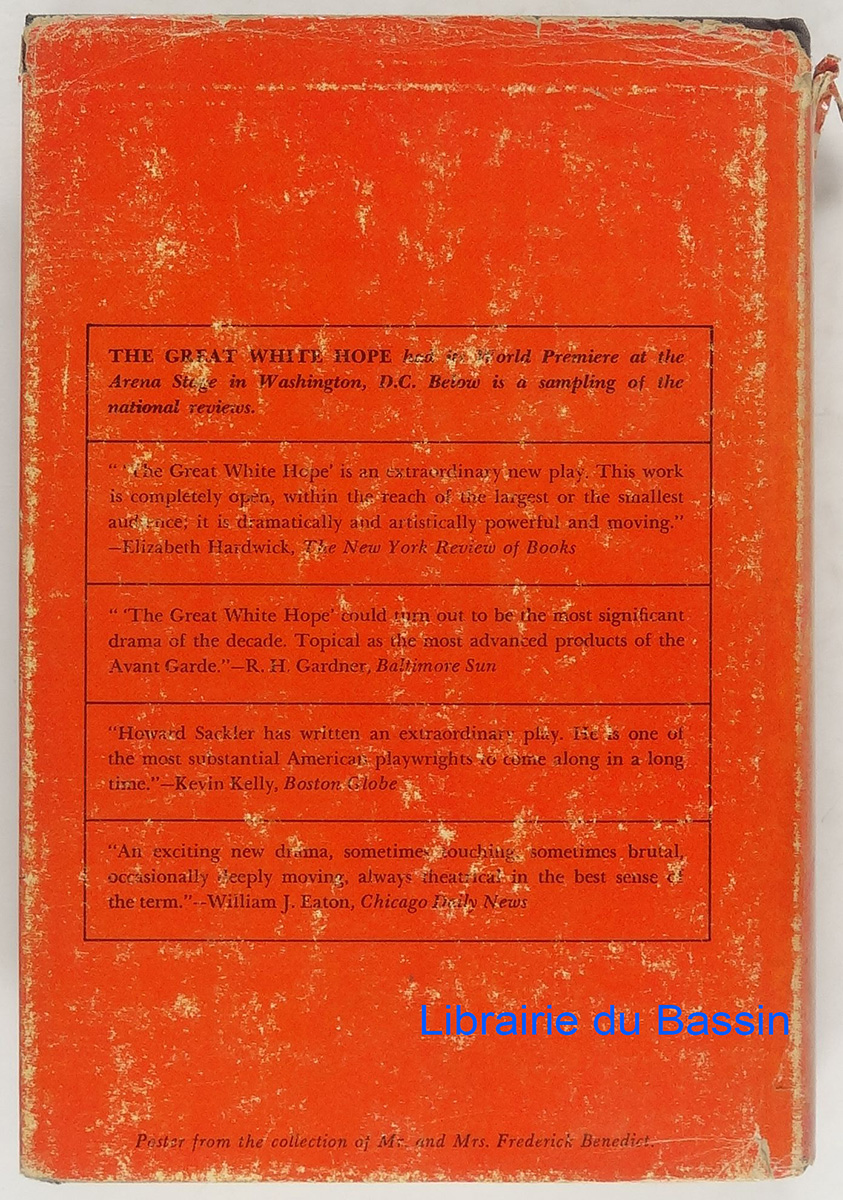 THE GREAT WHITE HOPE had its World Premiere at the
Arena Stage in Washington, D.C. Below is a sampling of the
national reviews.
“ ‘The Great White Hope’ is an extraordinary new play. This work
is completely open, within the reach of the largest or the smallest
audience; it is dramatically and artistically powerful and moving.”
—Elizabeth Hardwick, The New York Review of Books
“ ‘The Great White Hope’ could turn out to be the most significant
drama of the decade. Topical as the most advanced products of the
Avant Garde.”—R. H. Gardner, Baltimore Sun
“Howard Sackler has written an extraordinary play. He is one of
the most substantial American playwrights to come along in a long
time.”—Kevin Kelly, Boston Globe
“An exciting new drama, sometimes touching, sometimes brutal,
occasionally deeply moving, always theatrical in the best sense of
the term.”--William J. Eaton, Chicago Daily News
Librairie du Bassin
Poster from the collection of Mr. and Mrs. Frederick Benedict.